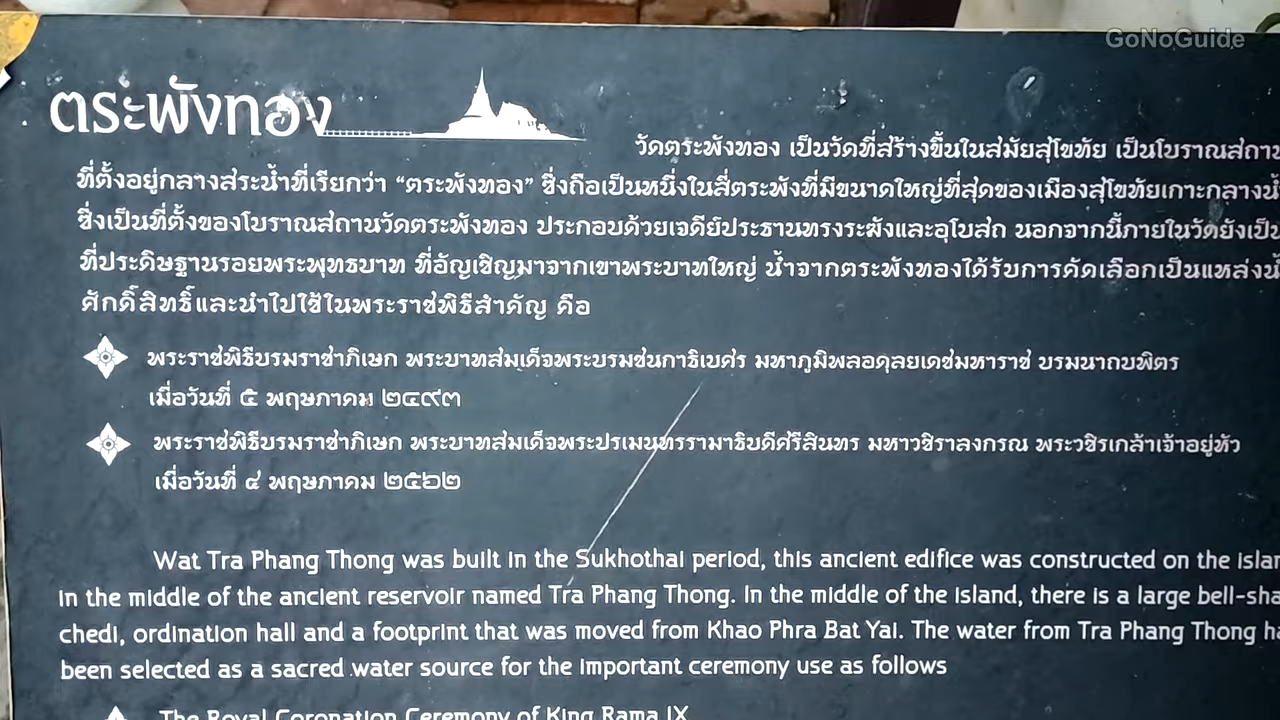 GoNoGuide
ตระพังทอง
วัดตระพังทอง เป็นวัดที่สร้างขึ้นในสมัยสุโขทัย เป็นโบราณสถาน
ที่ตั้งอยู่กลางสระน้ำที่เรียกว่า “ตระพังทอง” ซึ่งถือเป็นหนึ่งในสี่ตระพังที่มีขนาดใหญ่ที่สุดของเมืองสุโขทัยเกาะกลาง
ซึ่งเป็นที่ตั้งของโบราณสถานวัดตระพังทอง ประกอบด้วยเจดีย์ประธานทรงระฆังและอุโบสถ นอกจากนี้ภายในวัดยังเป็น
ที่ประดิษฐานรอยพระพุทธบาท ที่อัญเชิญมาจากเขาพระบาทใหญ่ น้ำจากตระพังทองได้รับการคัดเลือกเป็นแหล่ง
ศักดิ์สิทธิ์และนำไปใช้ในพระราชพิธีสำคัญ คือ
พระราชพิธีบรมราชาภิเษก พระบาทสมเด็จพระบรมชนกาธิเบศร มหาภูมิพลอดุลยเดชมหาราช บรมนาถบพิตร
เมื่อวันที่ ๕ พฤษภาคม ๒๔๙๓
พระราชพิธีบรมราชาภิเษก พระบาทสมเด็จพระปรเมนทรรามาธิบดีศรีสินทร มหาวชิราลงกรณ พระวชิรเกล้าเจ้าอยู่หัว
เมื่อวันที่ ๔ พฤษภาคม ๒๕๖๒
Wat Tra Phang Thong was built in the Sukhothai period, this ancient edifice was constructed on the
in the middle of the ancient reservoir named Tra Phang Thong. In the middle of the island, there is a large
chedi, ordination hall and a footprint that was moved from Khao Phra Bat Yai. The water from Tra Phang Thong
been selected as a sacred water source for the important ceremony use as follows
The Royal Coronation Ceremony of King Rama IX